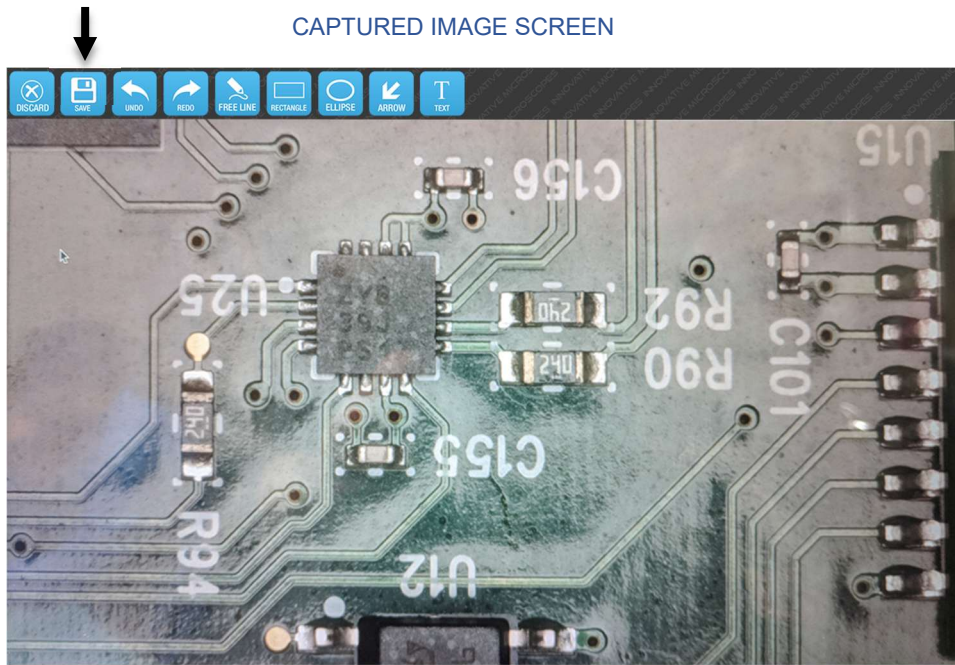 CAPTURED IMAGE SCREEN
DISCARD
SAVE
UNDO
REDO
FREE LINE
RECTANGLE
ELLIPSE
ARROW
T
TEXT
U15
C156
U25
R92
240
R90
240
C101
240
C155
R94
U12